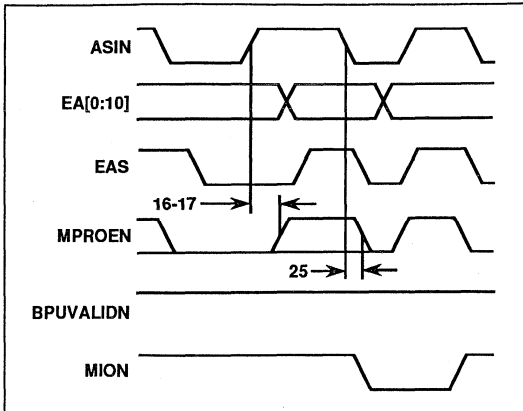 ASIN
EA[0:10]
EAS
16-17
MPROEN
25
BPUVALIDN
MION